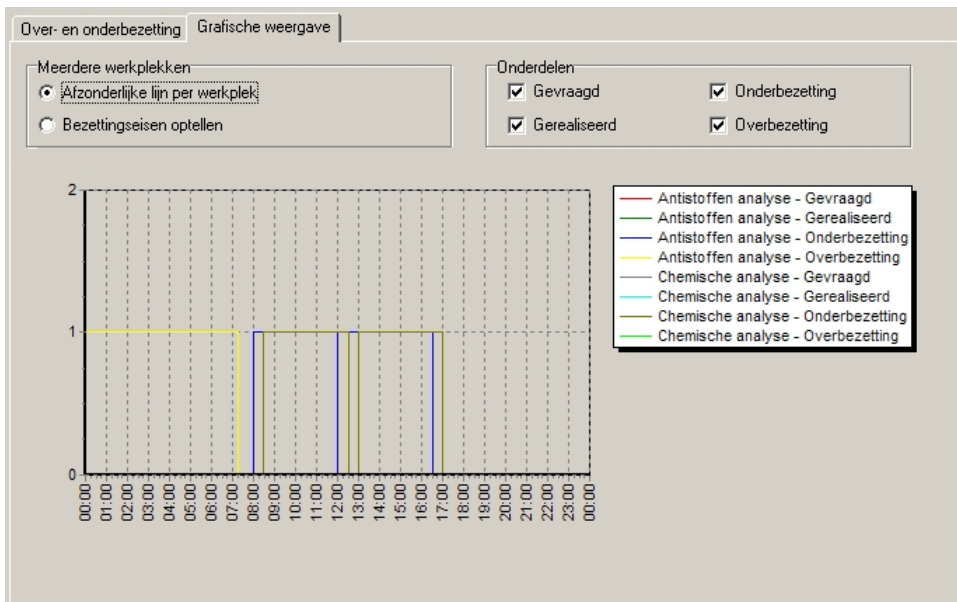 Over- en onderbezetting
Grafische weergave
Meerdere werkplekken
Afzonderlijke lijn per werkplek
Bezettingseisen optellen
Onderdelen
Gevraagd
Onderbezetting
Gerealiseerd
Overbezetting
2
1
0
00:00
01:00
02:00
03:00
04:00
05:00
06:00
07:00
08:00
09:00
10:00
11:00
12:00
13:00
14:00
15:00
16:00
17:00
18:00
19:00
20:00
21:00
22:00
23:00
00:00
Antistoffen analyse - Gevraagd
Antistoffen analyse - Gerealiseerd
Antistoffen analyse - Onderbezetting
Antistoffen analyse - Overbezetting
Chemische analyse - Gevraagd
Chemische analyse - Gerealiseerd
Chemische analyse - Onderbezetting
Chemische analyse - Overbezetting